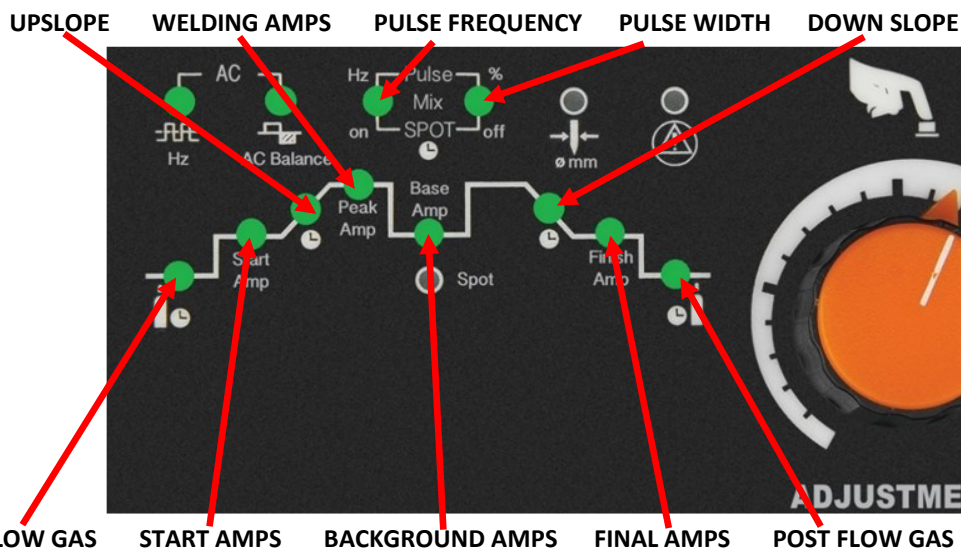 UPSLOPE WELDING AMPS PULSE FREQUENCY PULSE WIDTH DOWN SLOPE
AC Hz Pulse %
Mix
on SPOT off
Hz AC Balance ø mm
Base
Peak Amp
Amp
Start Finish
Amp Spot Amp
ADJUSTME
LOW GAS START AMPS BACKGROUND AMPS FINAL AMPS POST FLOW GAS